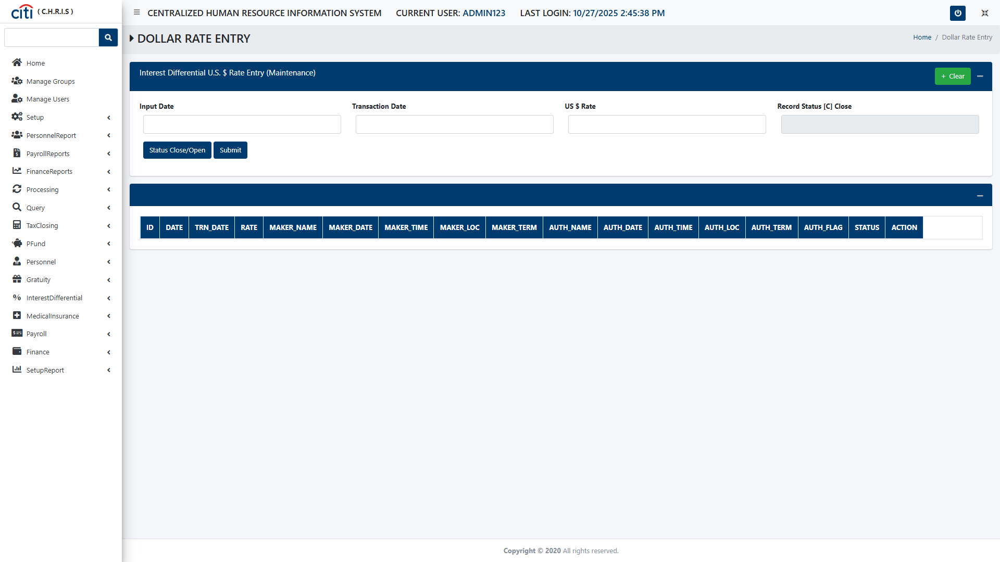 citi ( C.H.R.I.S )
CENTRALIZED HUMAN RESOURCE INFORMATION SYSTEM CURRENT USER: ADMIN123 LAST LOGIN: 10/27/2025 2:45:38 PM
DOLLAR RATE ENTRY
Home / Dollar Rate Entry
Home
Manage Groups
Manage Users
Setup
PersonnelReport
PayrollReports
FinanceReports
Processing
Query
TaxClosing
PFund
Personnel
Gratuity
% InterestDifferential
MedicalInsurance
Payroll
Finance
SetupReport
Interest Differential U.S. $ Rate Entry (Maintenance)
+ Clear
Input Date Transaction Date US $ Rate Record Status [C] Close
Status Close/Open Submit
ID DATE TRN_DATE RATE MAKER_NAME MAKER_DATE MAKER_TIME MAKER_LOC MAKER_TERM AUTH_NAME AUTH_DATE AUTH_TIME AUTH_LOC AUTH_TERM AUTH_FLAG STATUS ACTION
Copyright © 2020 All rights reserved.